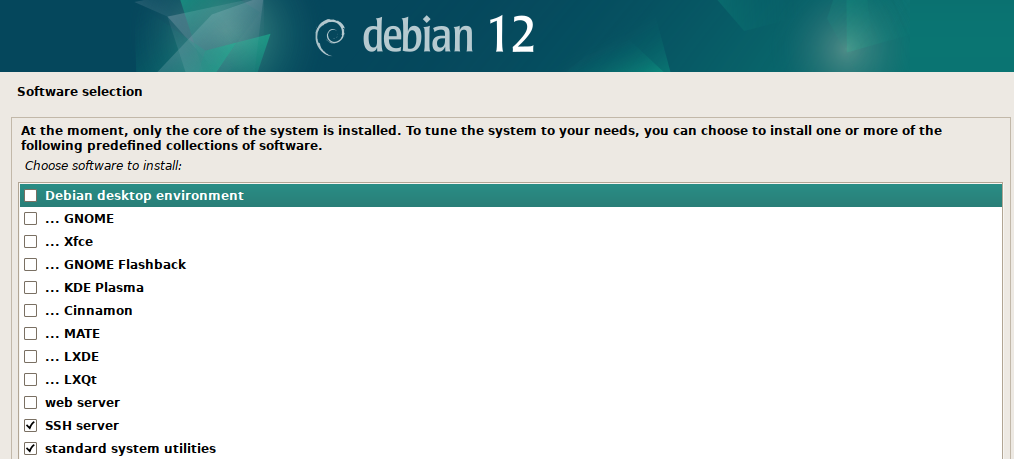 debian 12
Software selection
At the moment, only the core of the system is installed. To tune the system to your needs, you can choose to install one or more of the
following predefined collections of software.
Choose software to install:
Debian desktop environment
... GNOME
... Xfce
... GNOME Flashback
... KDE Plasma
... Cinnamon
... MATE
... LXDE
... LXQt
web server
SSH server
standard system utilities